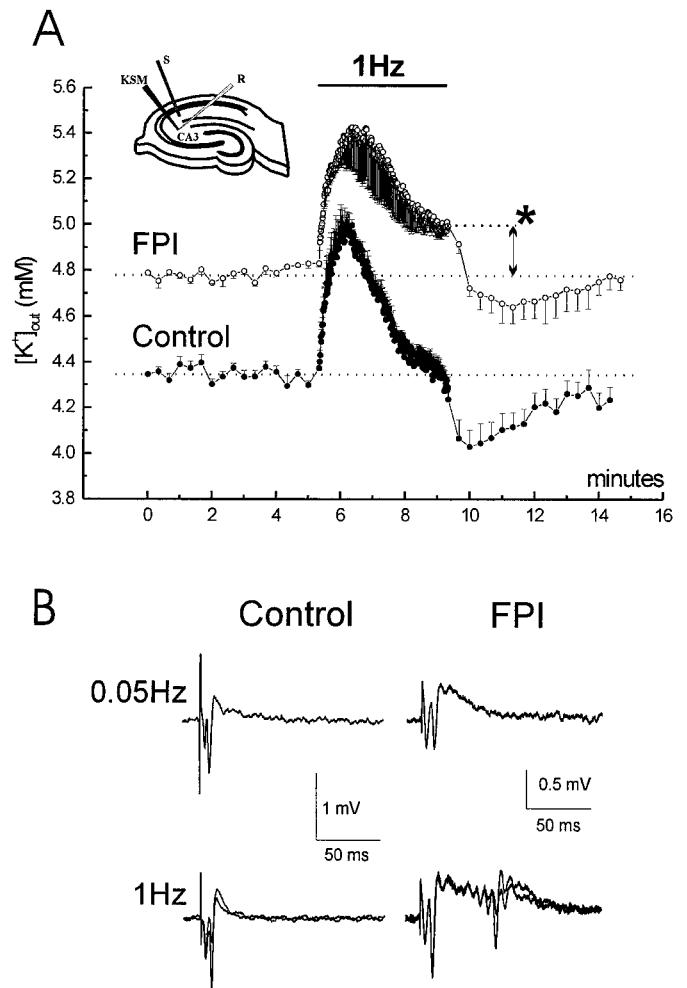 A
1Hz
S
KSM
R
CA3
*
FPI
Control
[K+]out (mM)
5.6
5.4
5.2
5.0
4.8
4.6
4.4
4.2
4.0
3.8
minutes
0 2 4 6 8 10 12 14 16
B
Control FPI
0.05Hz
1 mV
50 ms
0.5 mV
50 ms
1Hz